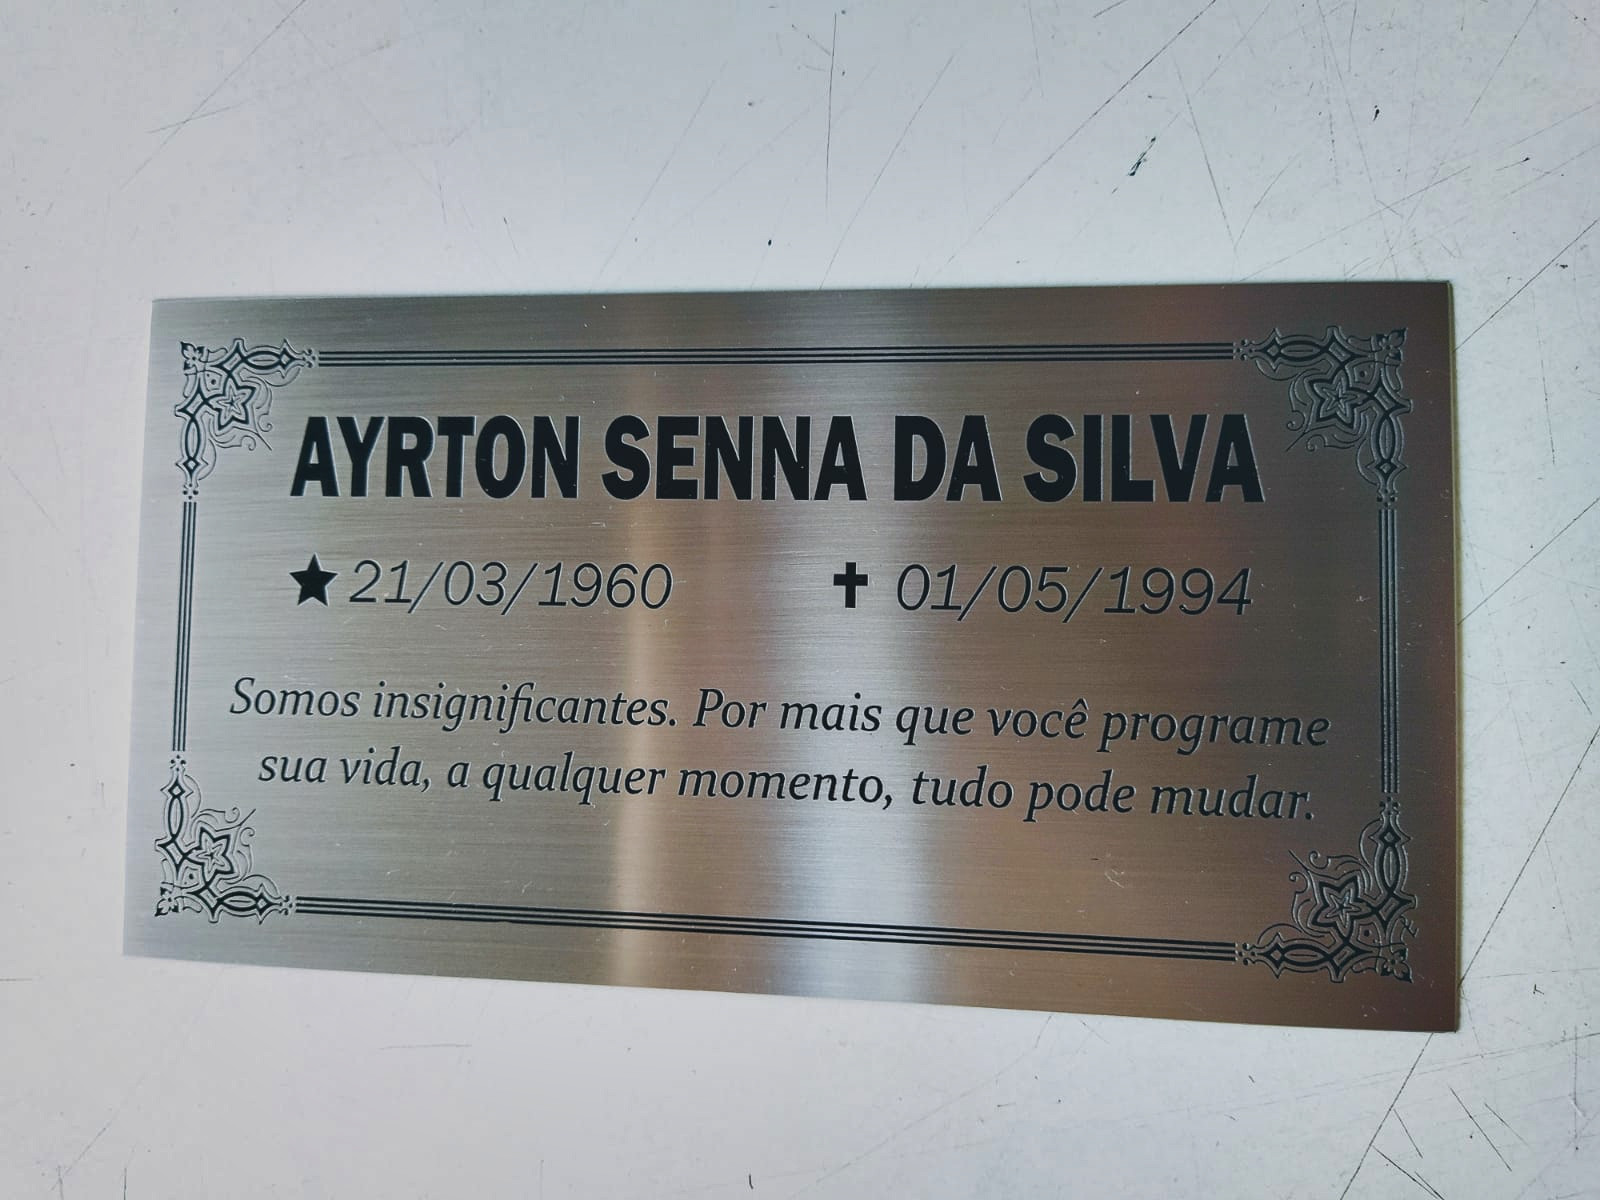 AYRTON SENNA DA SILVA
★ 21/03/1960 ✝ 01/05/1994
Somos insignificantes. Por mais que você programe
sua vida, a qualquer momento, tudo pode mudar.